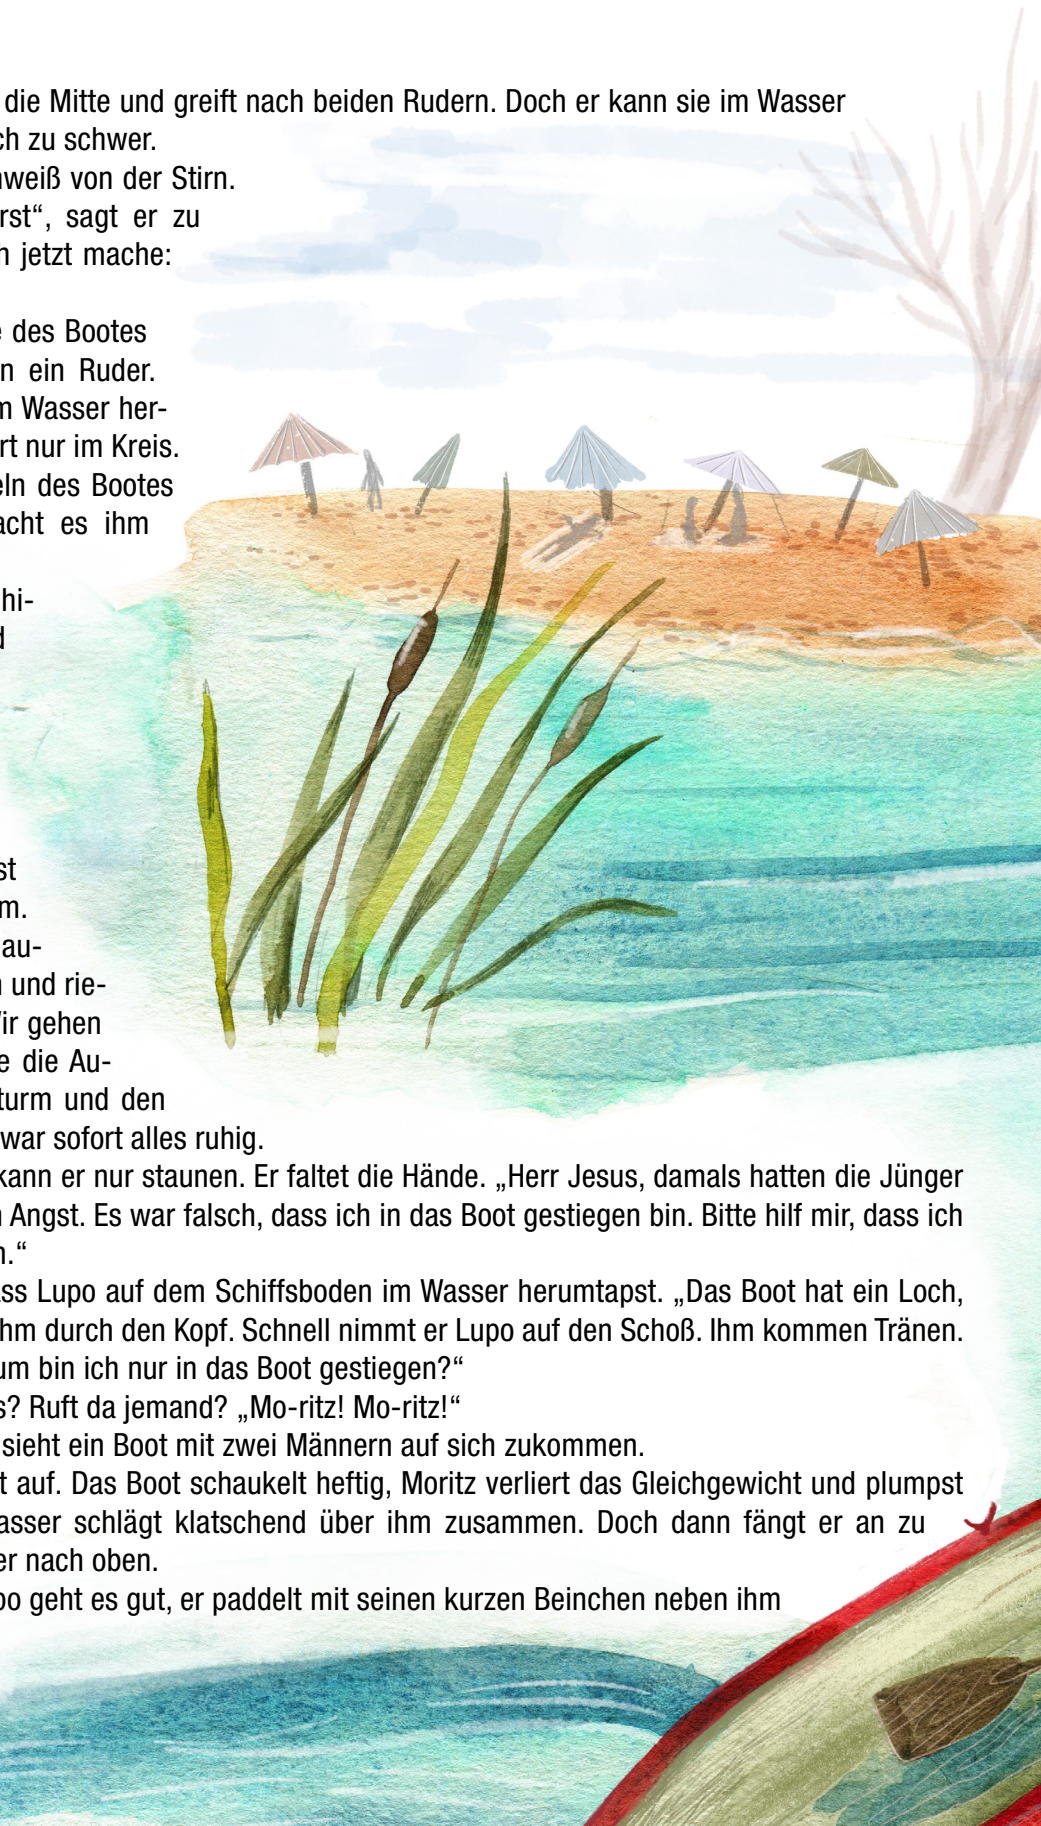 die Mitte und greift nach beiden Rudern. Doch er kann sie im Wasser
ch zu schwer.
hweiß von der Stirn.
rst“, sagt er zu
h jetzt mache:
e des Bootes
n ein Ruder.
m Wasser her-
rt nur im Kreis.
eln des Bootes
acht es ihm
hi-
d
st
m.
au-
n und rie-
Wir gehen
e die Au-
turm und den
war sofort alles ruhig.
kann er nur staunen. Er faltet die Hände. „Herr Jesus, damals hatten die Jünger
n Angst. Es war falsch, dass ich in das Boot gestiegen bin. Bitte hilf mir, dass ich
n.“
ss Lupo auf dem Schiffsboden im Wasser herumtapst. „Das Boot hat ein Loch,
hm durch den Kopf. Schnell nimmt er Lupo auf den Schoß. Ihm kommen Tränen.
um bin ich nur in das Boot gestiegen?“
s? Ruft da jemand? „Mo-ritz! Mo-ritz!“
sieht ein Boot mit zwei Männern auf sich zukommen.
t auf. Das Boot schaukelt heftig, Moritz verliert das Gleichgewicht und plumpst
asser schlägt klatschend über ihm zusammen. Doch dann fängt er an zu
er nach oben.
po geht es gut, er paddelt mit seinen kurzen Beinchen neben ihm